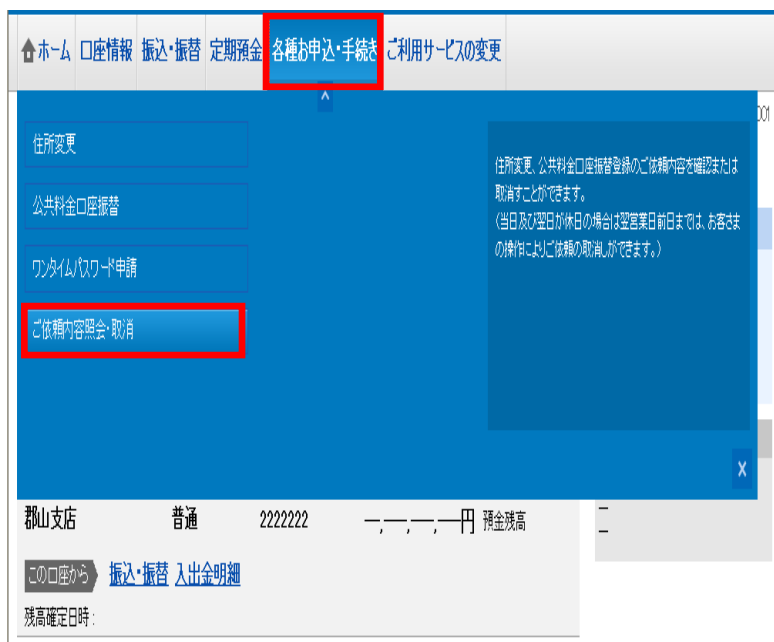 ホーム 口座情報 振込・振替 定期預金 各種お申込・手続き ご利用サービスの変更
001
住所変更
公共料金口座振替
ワンタイムパスワード申請
ご依頼内容照会・取消
住所変更、公共料金口座振替登録のご依頼内容を確認または
取消すことができます。
(当日及び翌日が休日の場合は翌営業日前日までは、お客さま
の操作によりご依頼の取消しができます。)
×
郡山支店 普通 2222222 ―,――,――,――円 預金残高
この口座から 振込・振替 入出金明細
残高確定日時 :